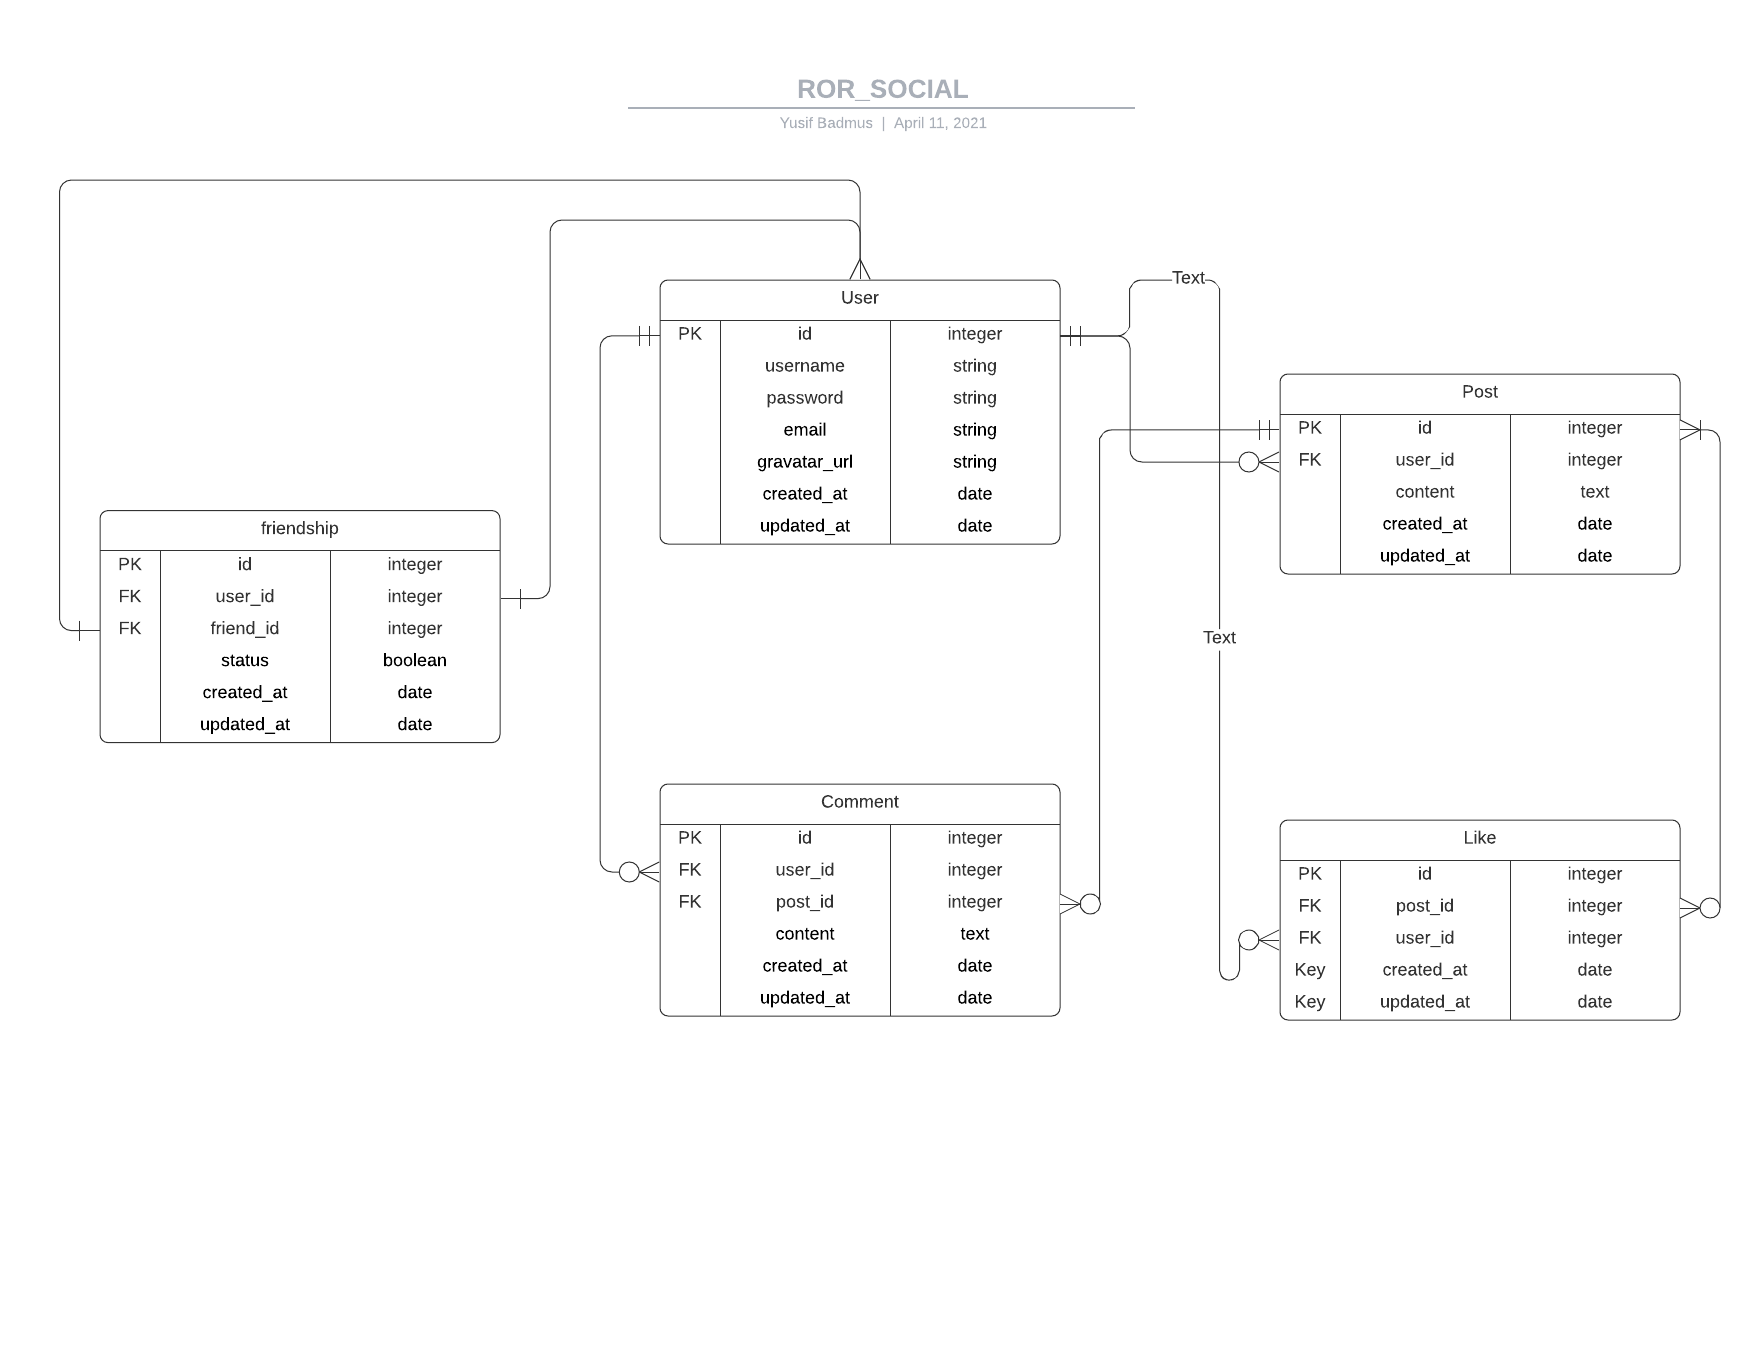 ROR_SOCIAL
Yusif Badmus | April 11, 2021
Text
User
PK id integer
username string
password string
email string
gravatar_url string
created_at date
updated_at date
Post
PK id integer
FK user_id integer
content text
created_at date
updated_at date
friendship
PK id integer
FK user_id integer
FK friend_id integer
status boolean
created_at date
updated_at date
Text
Comment
PK id integer
FK user_id integer
FK post_id integer
content text
created_at date
updated_at date
Like
PK id integer
FK post_id integer
FK user_id integer
Key created_at date
Key updated_at date